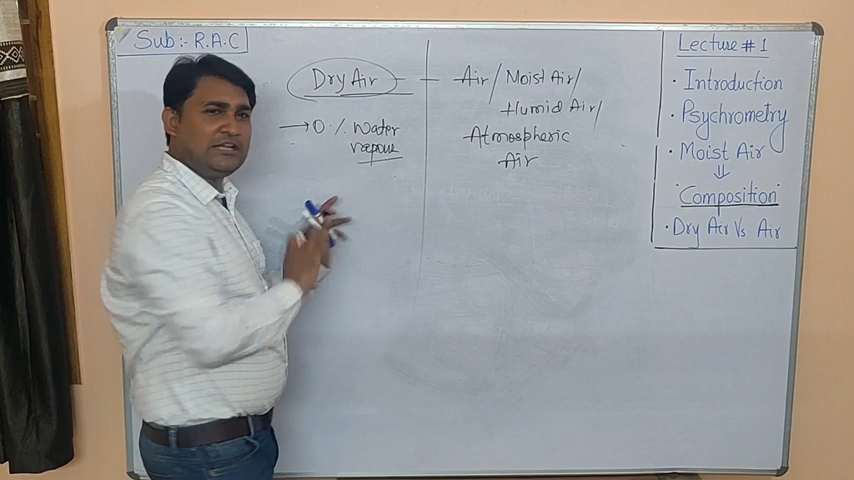 Sub:- R.A.C
Dry Air
→ 0 % Water
vapour
Air/ Moist Air/
Humid Air/
Atmospheric
Air
Lecture # 1
• Introduction
• Psychrometry
• Moist Air
⇓
"Composition"
• Dry Air Vs Air